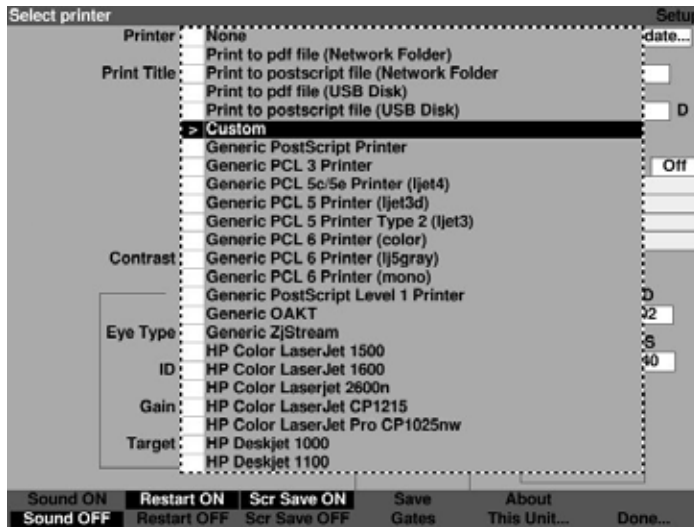 Select printer
Setu
Printer
None
date...
Print to pdf file (Network Folder)
Print Title
Print to postscript file (Network Folder
Print to pdf file (USB Disk)
Print to postscript file (USB Disk)
D
> Custom
Generic PostScript Printer
Generic PCL 3 Printer
Off
Generic PCL 5c/5e Printer (ljet4)
Generic PCL 5 Printer (ljet3d)
Generic PCL 5 Printer Type 2 (ljet3)
Generic PCL 6 Printer (color)
Contrast
Generic PCL 6 Printer (lj5gray)
Generic PCL 6 Printer (mono)
Generic PostScript Level 1 Printer
D
Generic OAKT
02
Eye Type
Generic ZjStream
S
HP Color LaserJet 1500
40
ID
HP Color LaserJet 1600
HP Color Laserjet 2600n
Gain
HP Color LaserJet CP1215
HP Color LaserJet Pro CP1025nw
Target
HP Deskjet 1000
HP Deskjet 1100
Sound ON Restart ON Scr Save ON Save About
Sound OFF Restart OFF Scr Save OFF Gates This Unit... Done...